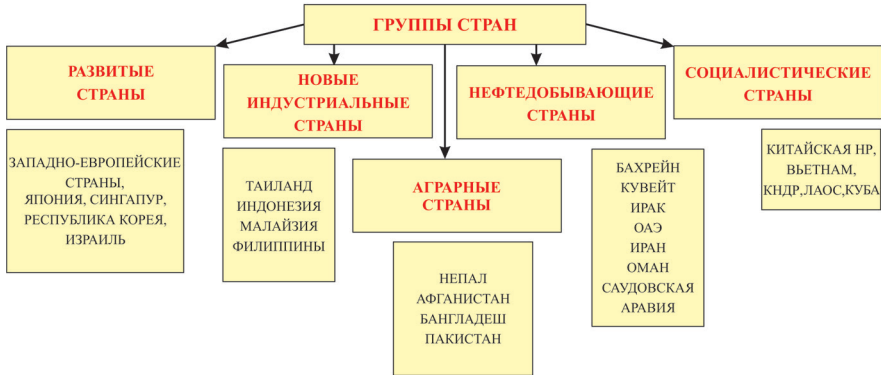 ГРУППЫ СТРАН
РАЗВИТЫЕ
СТРАНЫ
НОВЫЕ
ИНДУСТРИАЛЬНЫЕ
СТРАНЫ
НЕФТЕДОБЫВАЮЩИЕ
СТРАНЫ
СОЦИАЛИСТИЧЕСКИЕ
СТРАНЫ
АГРАРНЫЕ
СТРАНЫ
ЗАПАДНО-ЕВРОПЕЙСКИЕ
СТРАНЫ,
ЯПОНИЯ, СИНГАПУР,
РЕСПУБЛИКА КОРЕЯ,
ИЗРАИЛЬ
ТАИЛАНД
ИНДОНЕЗИЯ
МАЛАЙЗИЯ
ФИЛИППИНЫ
НЕПАЛ
АФГАНИСТАН
БАНГЛАДЕШ
ПАКИСТАН
БАХРЕЙН
КУВЕЙТ
ИРАК
ОАЭ
ИРАН
ОМАН
САУДОВСКАЯ
АРАВИЯ
КИТАЙСКАЯ НР,
ВЬЕТНАМ,
КНДР,ЛАОС,КУБА